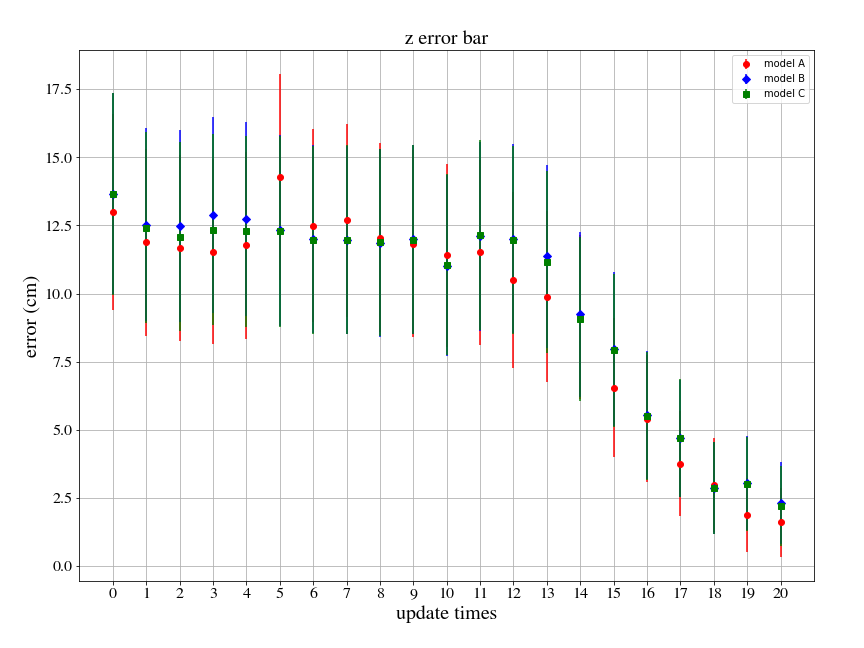 z error bar
model A
model B
model C
error (cm)
17.5
15.0
12.5
10.0
7.5
5.0
2.5
0.0
0 1 2 3 4 5 6 7 8 9 10 11 12 13 14 15 16 17 18 19 20
update times